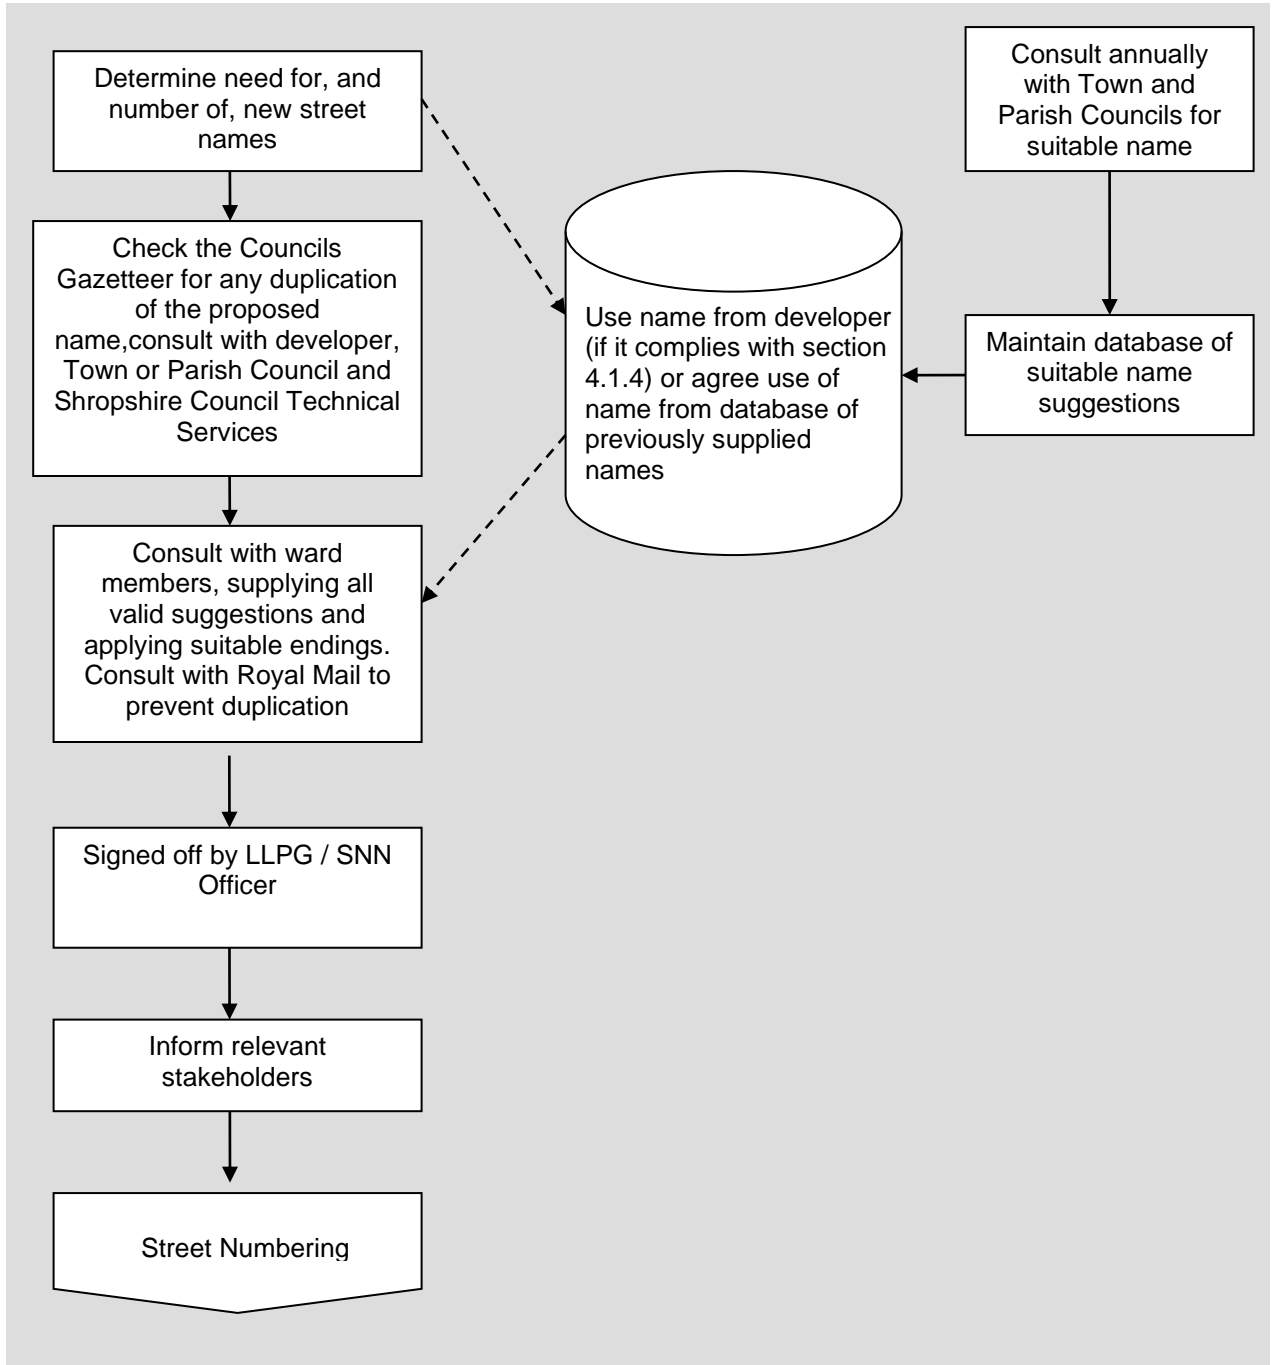 Determine need for, and
number of, new street
names
Consult annually
with Town and
Parish Councils for
suitable name
Check the Councils
Gazetteer for any duplication
of the proposed
name,consult with developer,
Town or Parish Council and
Shropshire Council Technical
Services
Use name from developer
(if it complies with section
4.1.4) or agree use of
name from database of
previously supplied
names
Maintain database of
suitable name
suggestions
Consult with ward
members, supplying all
valid suggestions and
applying suitable endings.
Consult with Royal Mail to
prevent duplication
Signed off by LLPG / SNN
Officer
Inform relevant
stakeholders
Street Numbering